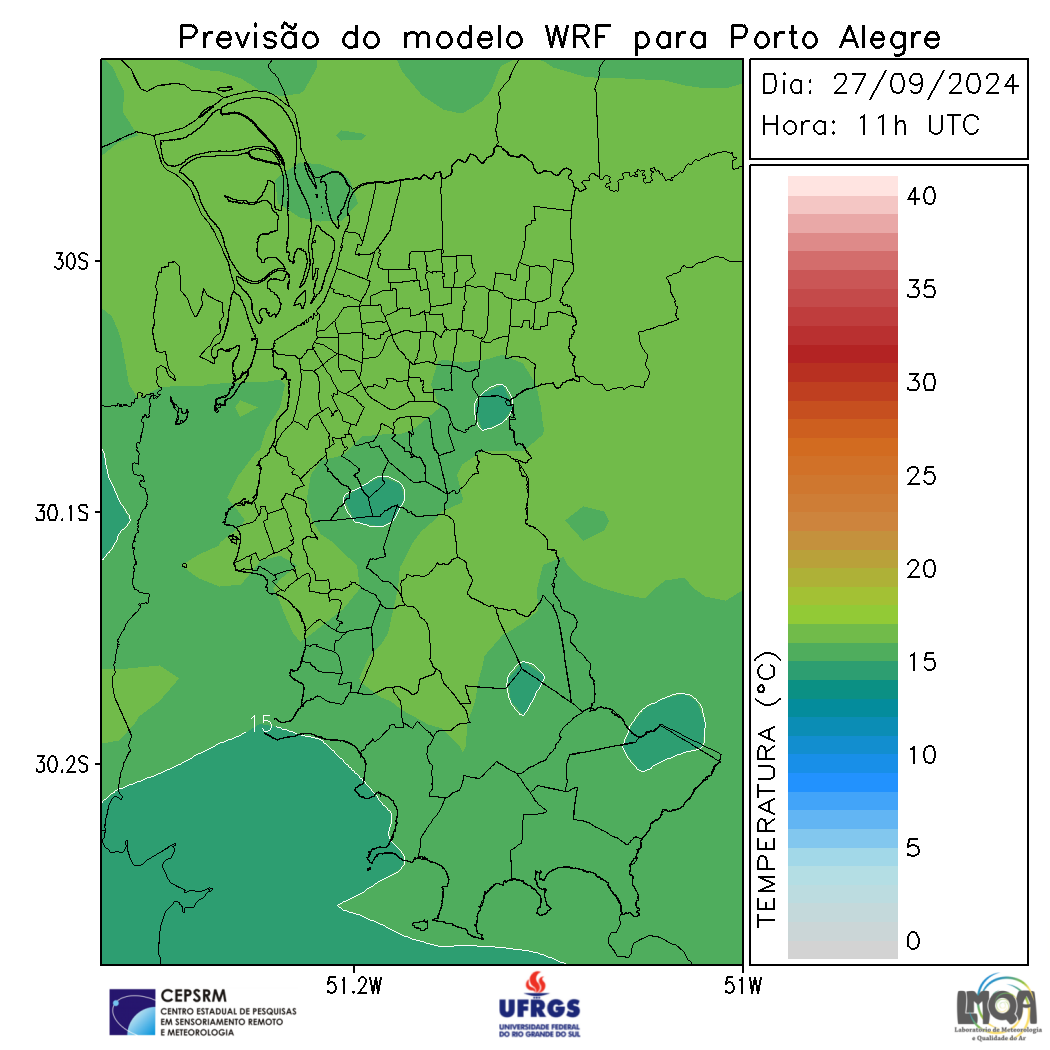 Previsão do modelo WRF para Porto Alegre
Dia: 27/09/2024
Hora: 11h UTC
40
35
30
25
20
15
10
5
0
TEMPERATURA (°C)
30S
30.1S
30.2S
15
51.2W
51W
CEPSRM
CENTRO ESTADUAL DE PESQUISAS
EM SENSORIAMENTO REMOTO
E METEOROLOGIA
UFRGS
UNIVERSIDADE FEDERAL
DO RIO GRANDE DO SUL
LMQA
Laboratório de Meteorologia
e Qualidade do Ar